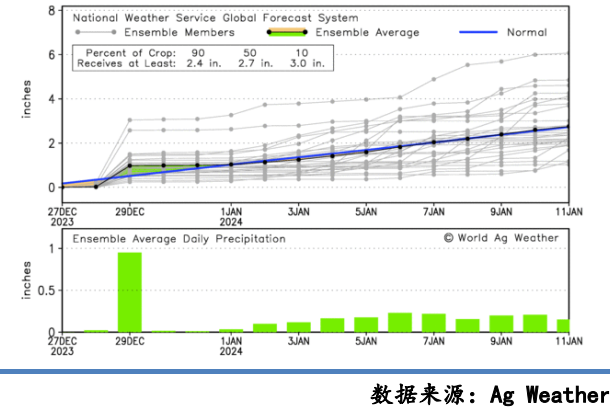 National Weather Service Global Forecast System
Ensemble Members Ensemble Average Normal
Percent of Crop: 90 50 10
Receives at Least: 2.4 in. 2.7 in. 3.0 in.
8
6
4
2
0
inches
27DEC 29DEC 1JAN 3JAN 5JAN 7JAN 9JAN 11JAN
2023 2024
Ensemble Average Daily Precipitation © World Ag Weather
1
0.5
0
inches
27DEC 29DEC 1JAN 3JAN 5JAN 7JAN 9JAN 11JAN
2023 2024
数据来源: Ag Weather